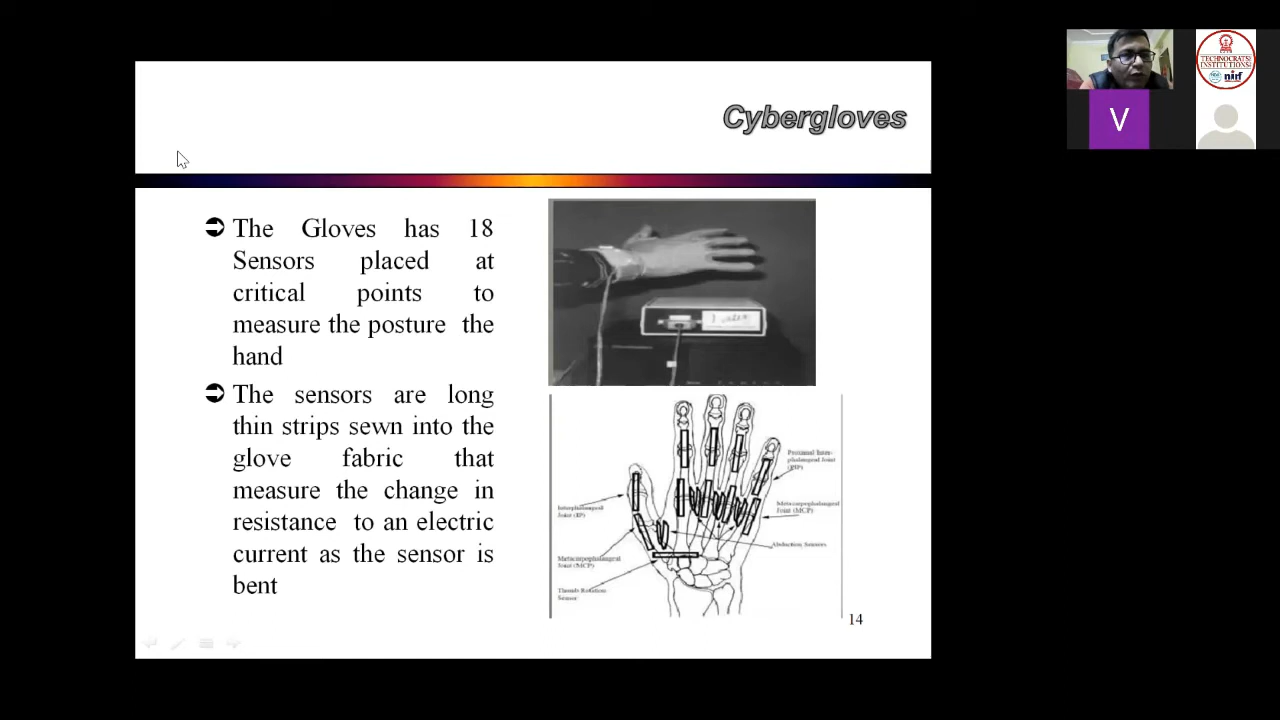 Cybergloves
TECHNOCRATS
INSTITUTIONS
nirf
V
➲ The Gloves has 18
Sensors placed at
critical points to
measure the posture the
hand
➲ The sensors are long
thin strips sewn into the
glove fabric that
measure the change in
resistance to an electric
current as the sensor is
bent
Proximal Inter-
phalangeal Joint
(PIP)
Metacarpophalangeal
Joint (MCP)
Abduction Sensors
Interphalangeal
Joint (IP)
Metacarpophalangeal
Joint (MCP)
Rotation
Sensor
14